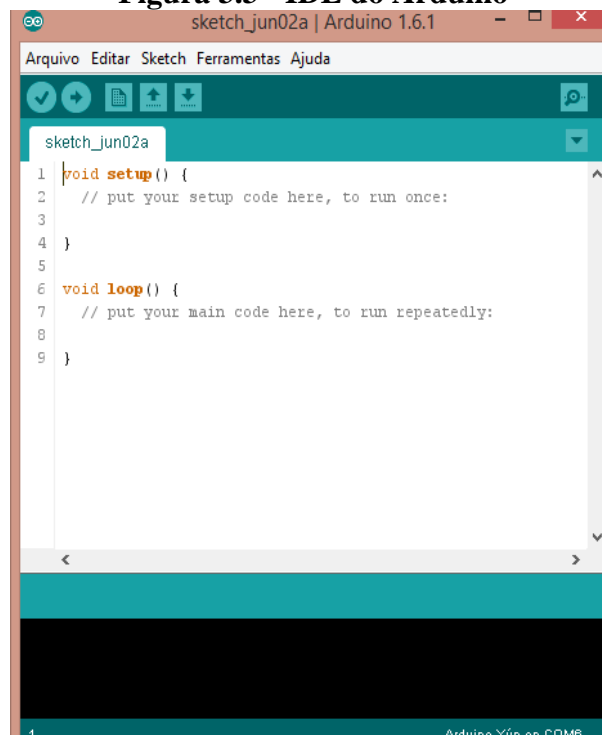 Figura 3.3 - IDE do Arduino
sketch_jun02a | Arduino 1.6.1
Arquivo Editar Sketch Ferramentas Ajuda
sketch_jun02a
1 void setup() {
2 // put your setup code here, to run once:
3
4 }
5
6 void loop() {
7 // put your main code here, to run repeatedly:
8
9 }
1 Arduino Yún on COM6